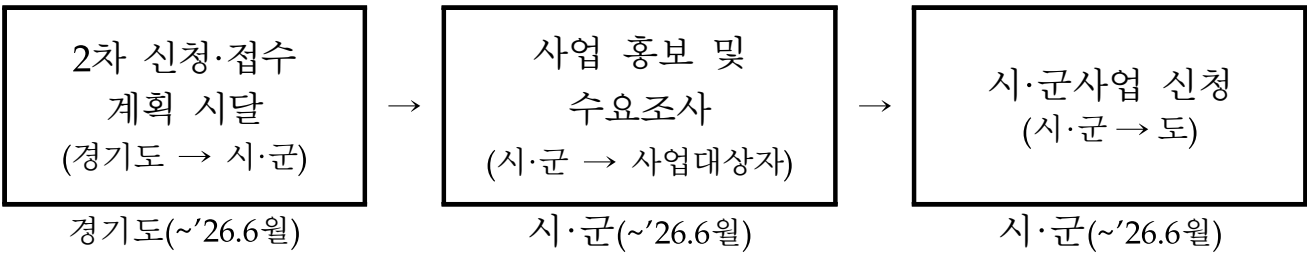 2차 신청·접수
계획 시달
(경기도 → 시·군)
경기도(~’26.6월)
→
사업 홍보 및
수요조사
(시·군 → 사업대상자)
시·군(~’26.6월)
→
시·군사업 신청
(시·군 → 도)
시·군(~’26.6월)